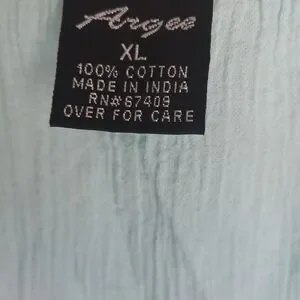 Argee
XL
100% COTTON
MADE IN INDIA
RN#67409
OVER FOR CARE